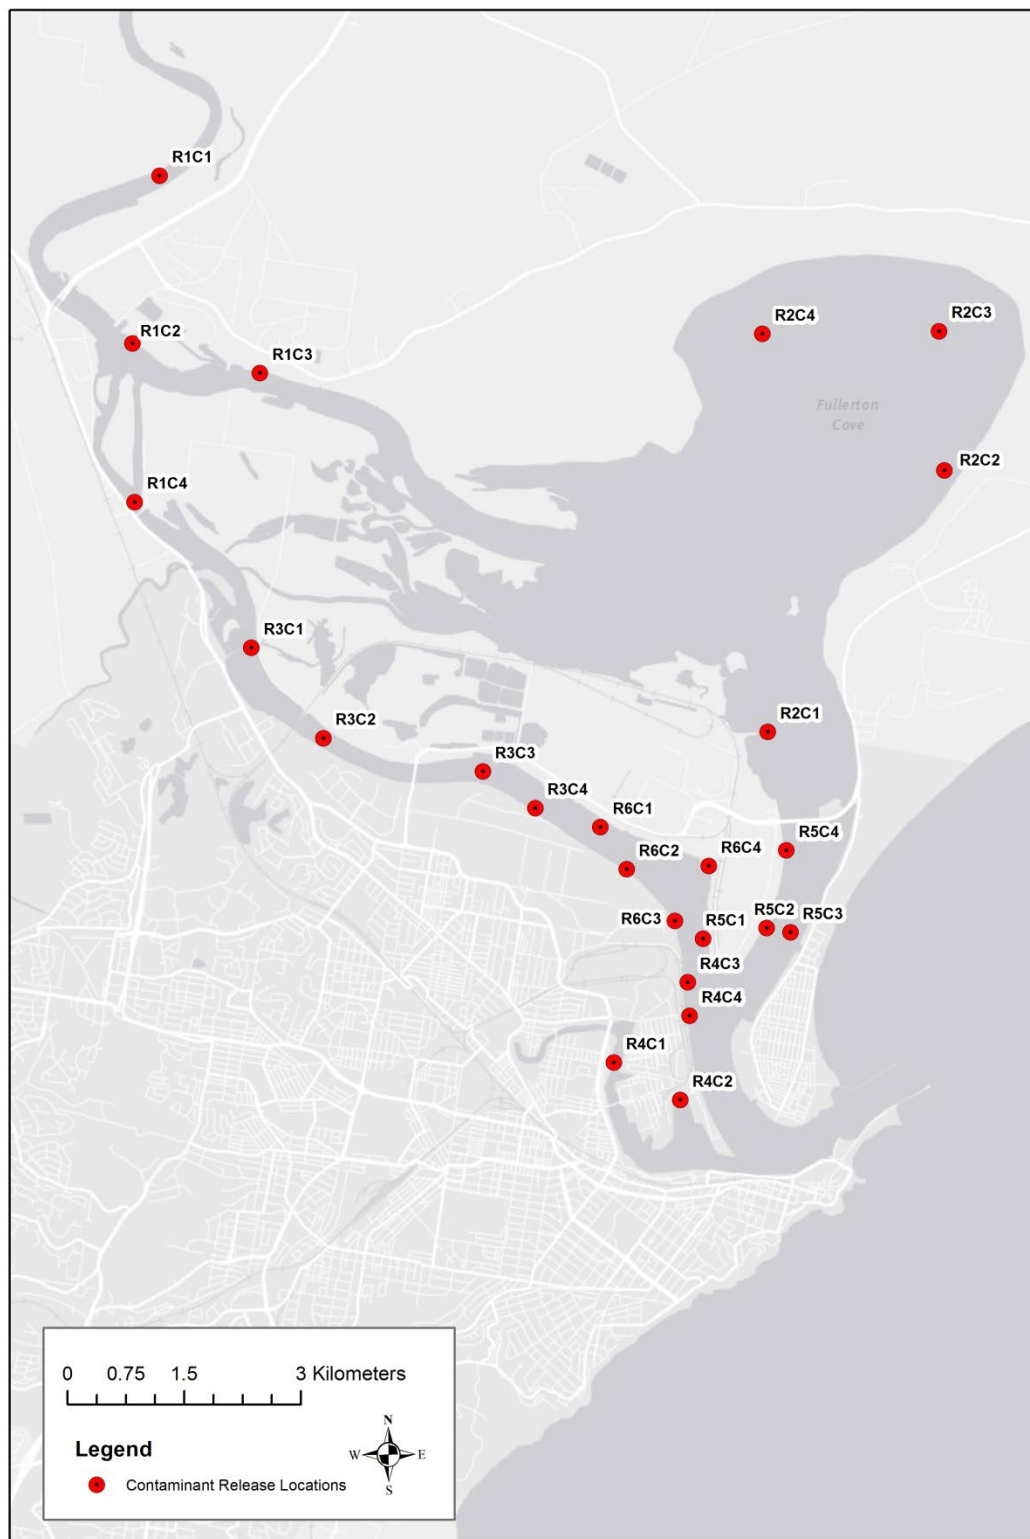 R1C1
R2C4
R2C3
R1C2
R1C3
Fullerton
Cove
R2C2
R1C4
R3C1
R2C1
R3C2
R3C3
R3C4
R6C1
R5C4
R6C4
R6C2
R6C3
R5C1
R5C2
R5C3
R4C3
R4C4
R4C1
R4C2
0 0.75 1.5 3 Kilometers
N
W E
S
Legend
Contaminant Release Locations